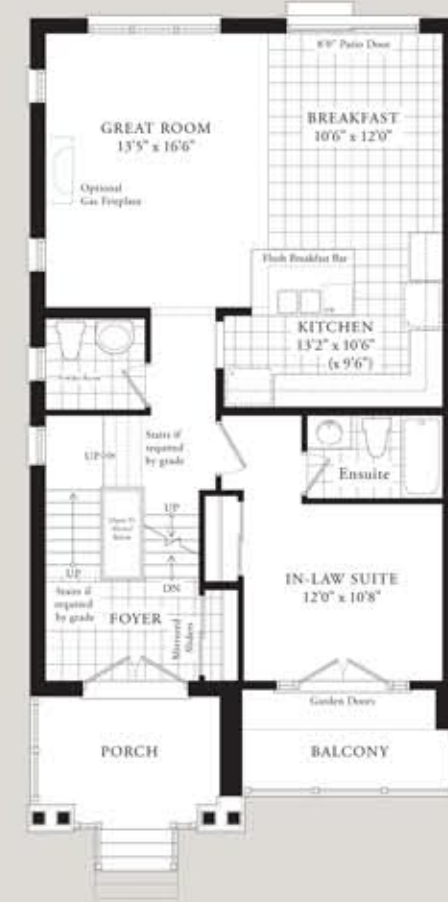 8'0" Patio Door
GREAT ROOM
13'5" x 16'6"
BREAKFAST
10'6" x 12'0"
Optional
Gas Fireplace
Flush Breakfast Bar
KITCHEN
13'2" x 10'6"
(x 9'6")
Powder Room
Stairs if
required
by grade
UP
Ensuite
UP
UP
DN
Stairs if
required
by grade
FOYER
Mirrored
Sliders
IN-LAW SUITE
12'0" x 10'8"
Garden Doors
PORCH
BALCONY